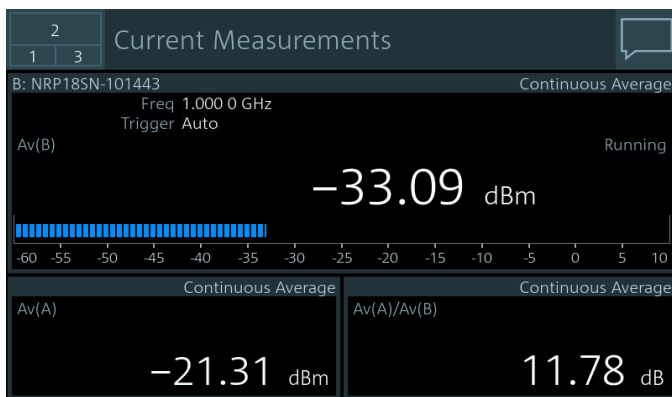 2
1 3
Current Measurements
B: NRP18SN-101443 Continuous Average
Freq 1.000 0 GHz
Trigger Auto
Av(B) Running
−33.09 dBm
-60 -55 -50 -45 -40 -35 -30 -25 -20 -15 -10 -5 0 5 10
Continuous Average
Av(A)
−21.31 dBm
Continuous Average
Av(A)/Av(B)
11.78 dB